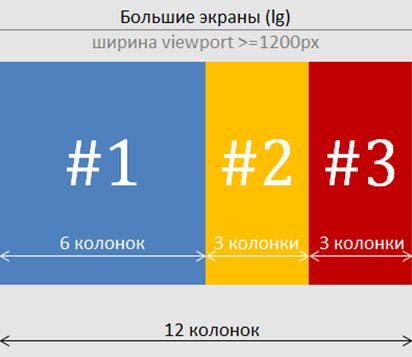 Большие экраны (lg)
ширина viewport >=1200px
#1 #2 #3
6 колонок 3 колонки 3 колонки
12 колонок